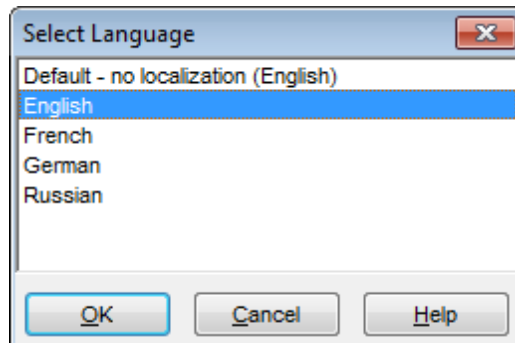 Select Language
Default - no localization (English)
English
French
German
Russian
OK Cancel Help